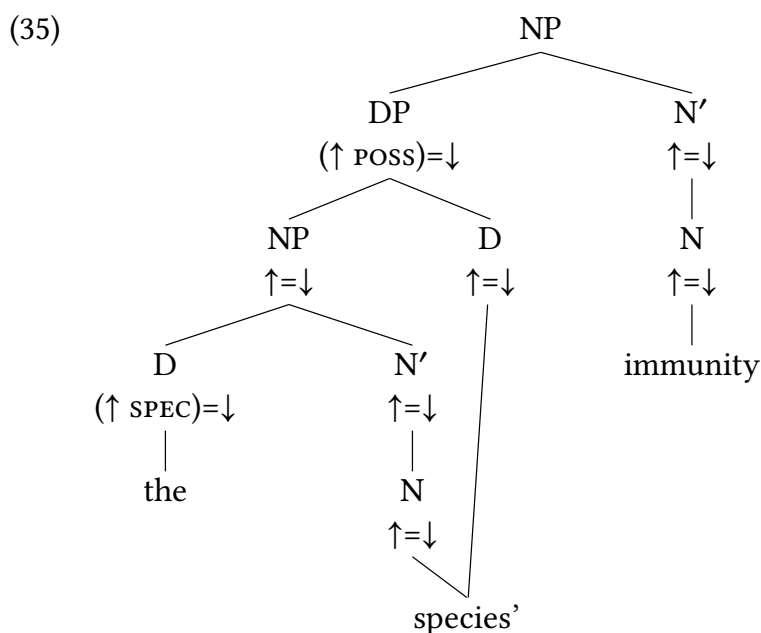 (35) NP
DP N′
(↑ POSS)=↓ ↑=↓
NP D N
↑=↓ ↑=↓ ↑=↓
D N′ immunity
(↑ SPEC)=↓ ↑=↓
the N
↑=↓
species’